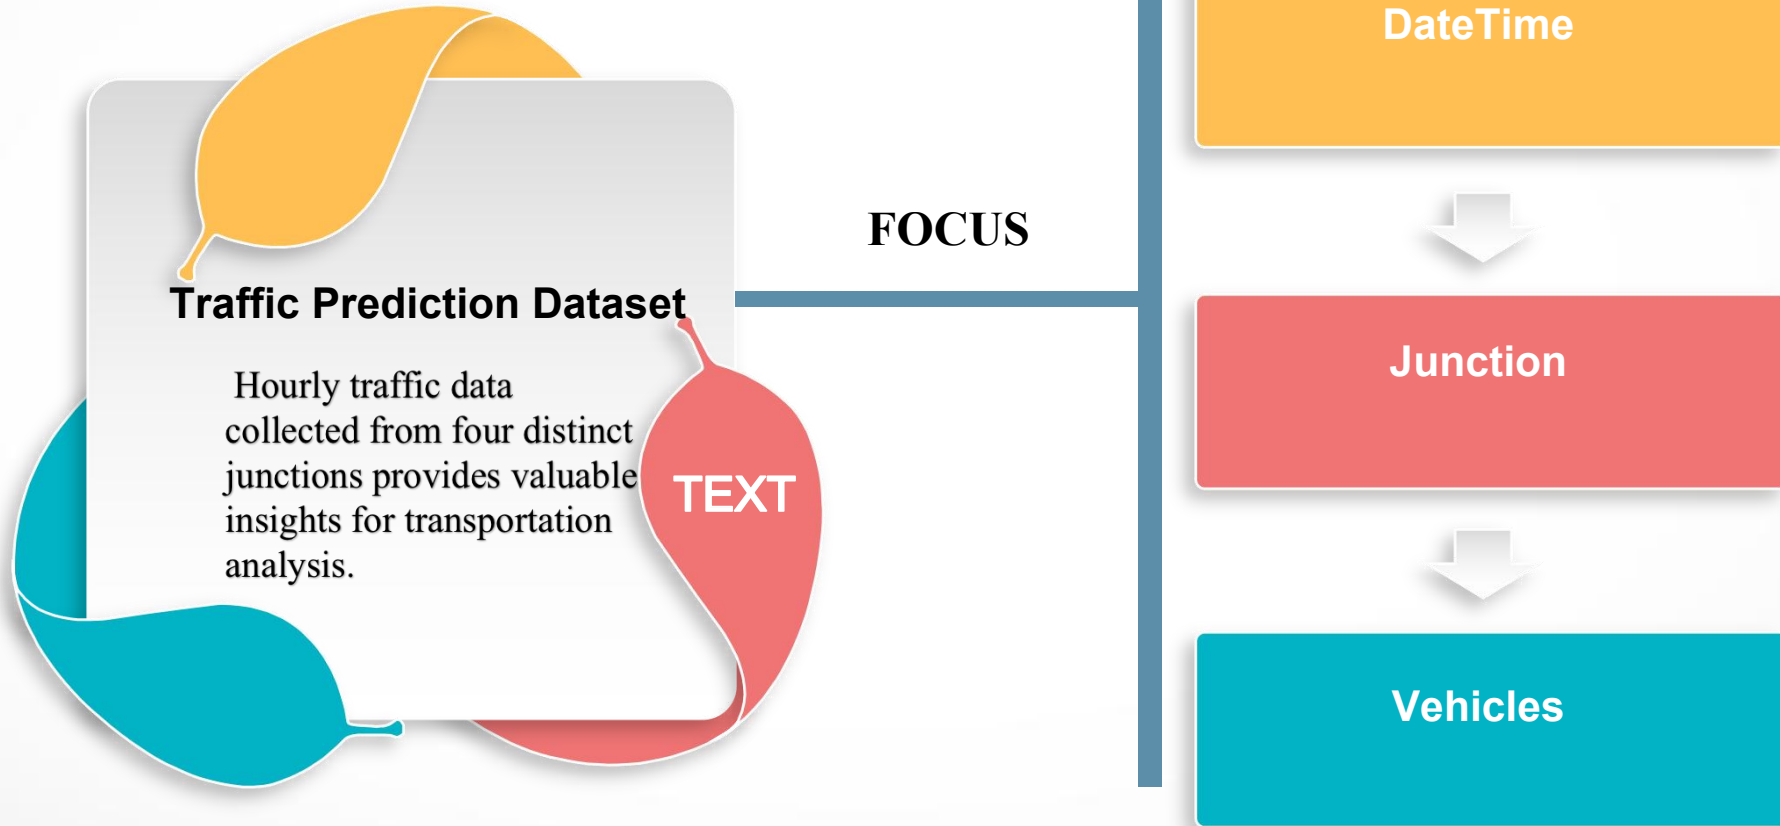 Traffic Prediction Dataset
Hourly traffic data
collected from four distinct
junctions provides valuable
insights for transportation
analysis.
TEXT
FOCUS
DateTime
Junction
Vehicles